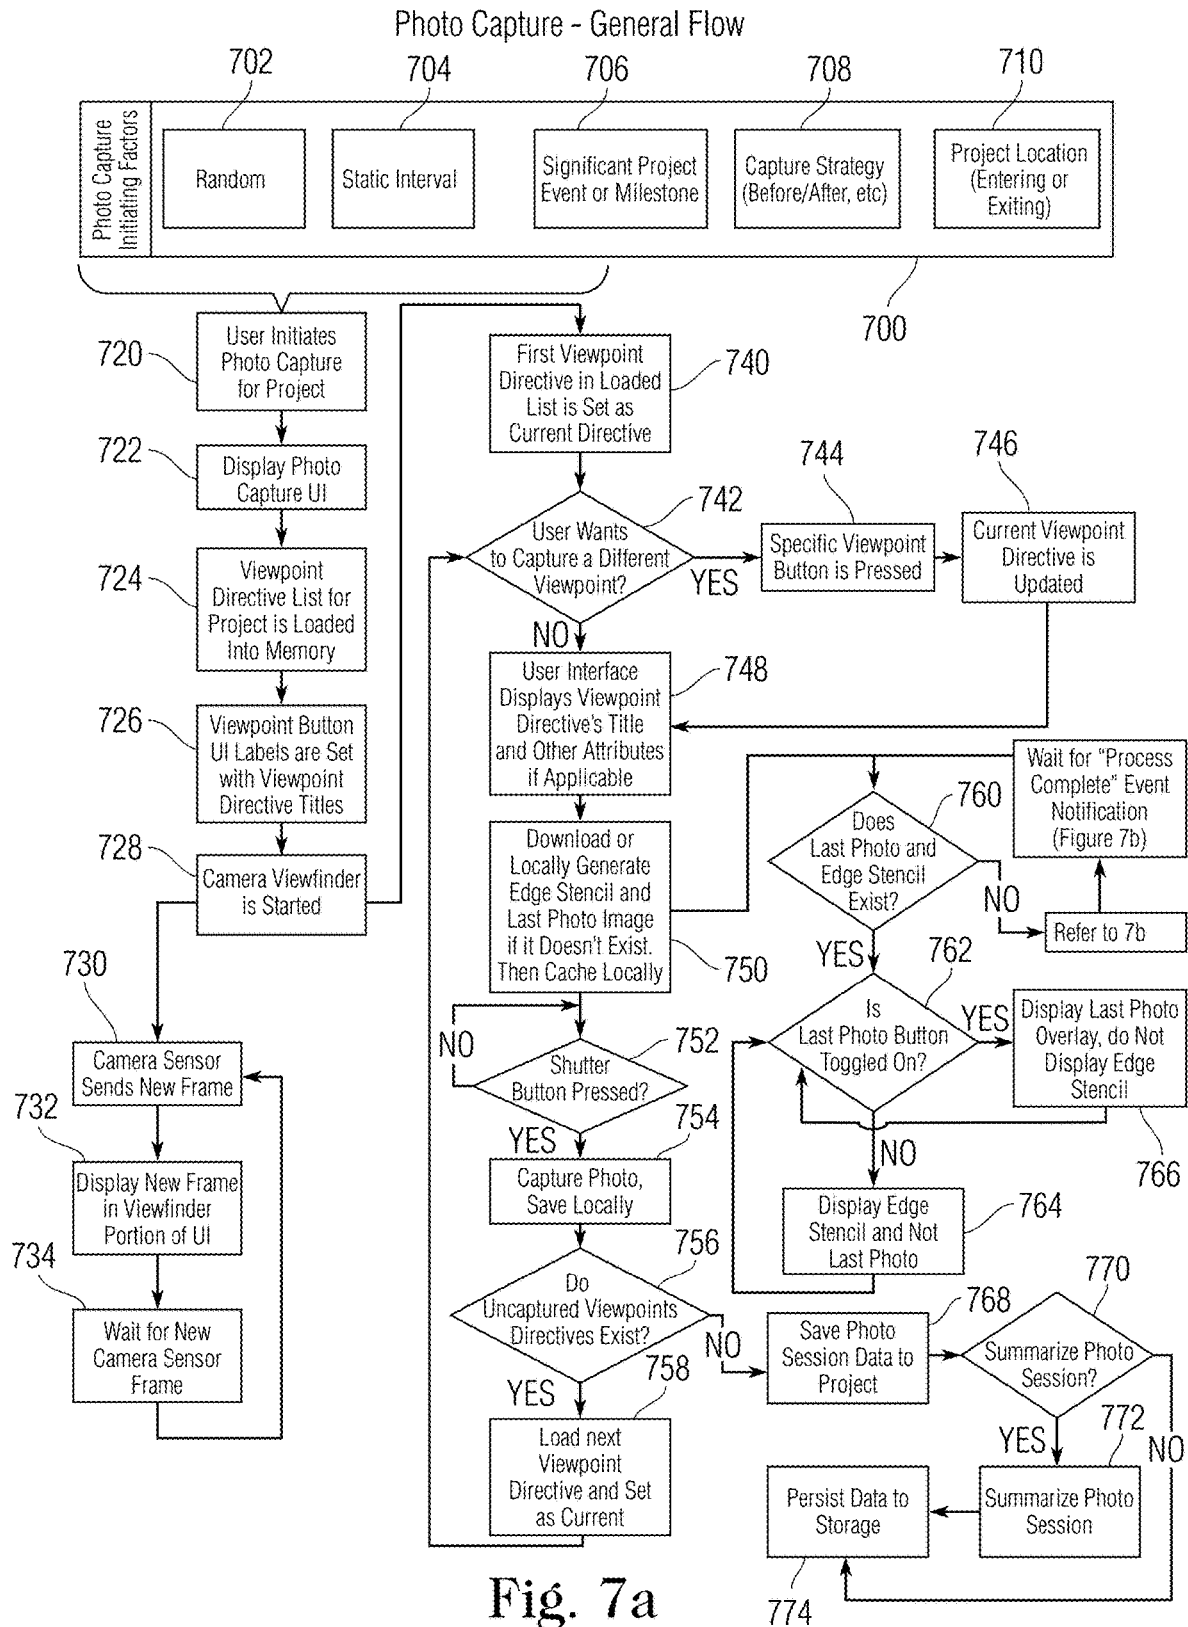 Photo Capture - General Flow
702
704
706
708
710
Photo Capture
Initiating Factors
Random
Static Interval
Significant Project
Event or Milestone
Capture Strategy
(Before/After, etc)
Project Location
(Entering or
Exiting)
700
720
User Initiates
Photo Capture
for Project
722
Display Photo
Capture UI
724
Viewpoint
Directive List for
Project is Loaded
Into Memory
726
Viewpoint Button
UI Labels are Set
with Viewpoint
Directive Titles
728
Camera Viewfinder
is Started
730
Camera Sensor
Sends New Frame
732
Display New Frame
in Viewfinder
Portion of UI
734
Wait for New
Camera Sensor
Frame
740
First Viewpoint
Directive in Loaded
List is Set as
Current Directive
742
User Wants
to Capture a Different
Viewpoint?
YES
NO
744
Specific Viewpoint
Button is Pressed
746
Current Viewpoint
Directive is
Updated
748
User Interface
Displays Viewpoint
Directive's Title
and Other Attributes
if Applicable
750
Download or
Locally Generate
Edge Stencil and
Last Photo Image
if it Doesn't Exist.
Then Cache Locally
752
Shutter
Button Pressed?
NO
YES
754
Capture Photo,
Save Locally
756
Do
Uncaptured Viewpoints
Directives Exist?
NO
YES
758
Load next
Viewpoint
Directive and Set
as Current
760
Does
Last Photo and
Edge Stencil
Exist?
NO
YES
Wait for “Process
Complete” Event
Notification
(Figure 7b)
Refer to 7b
762
Is
Last Photo Button
Toggled On?
YES
NO
Display Last Photo
Overlay, do Not
Display Edge
Stencil
766
764
Display Edge
Stencil and Not
Last Photo
768
Save Photo
Session Data to
Project
770
Summarize Photo
Session?
YES
NO
772
Summarize Photo
Session
Persist Data to
Storage
774
Fig. 7a